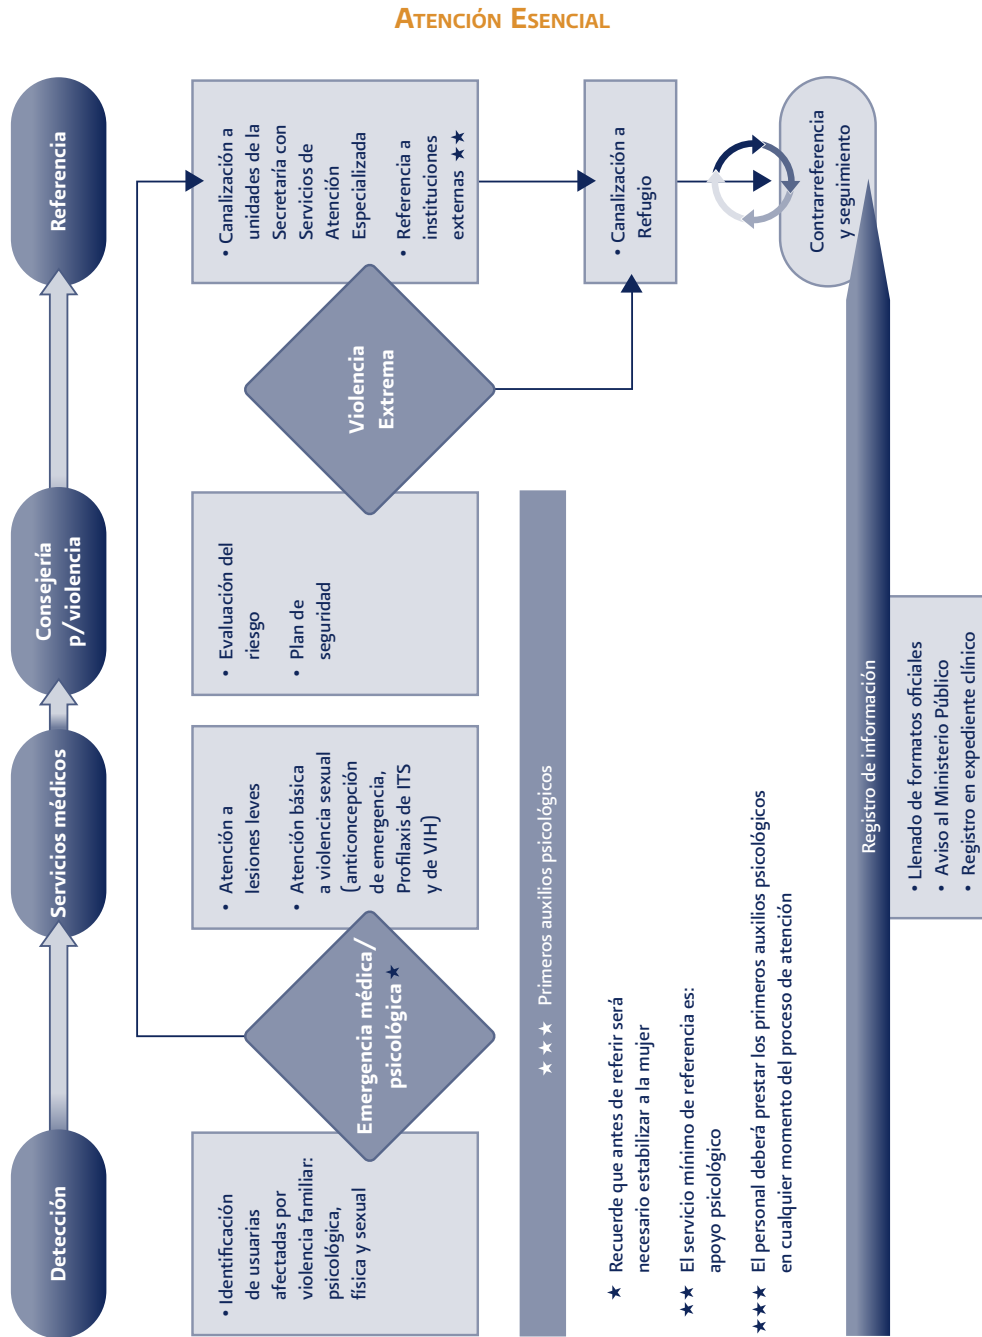 ATENCIÓN ESENCIAL
Detección
Servicios médicos
Consejería
p/violencia
Referencia
• Identificación
de usuarias
afectadas por
violencia familiar:
psicológica,
física y sexual
Emergencia médica/
psicológica ★
• Atención a
lesiones leves
• Atención básica
a violencia sexual
(anticoncepción
de emergencia,
Profilaxis de ITS
y de VIH)
• Evaluación del
riesgo
• Plan de
seguridad
Violencia
Extrema
• Canalización a
unidades de la
Secretaría con
Servicios de
Atención
Especializada
• Referencia a
instituciones
externas ★★
★★★ Primeros auxilios psicológicos
• Canalización a
Refugio
Contrarreferencia
y seguimiento
★ Recuerde que antes de referir será
necesario estabilizar a la mujer
★★ El servicio mínimo de referencia es:
apoyo psicológico
★★★ El personal deberá prestar los primeros auxilios psicológicos
en cualquier momento del proceso de atención
Registro de información
• Llenado de formatos oficiales
• Aviso al Ministerio Público
• Registro en expediente clínico